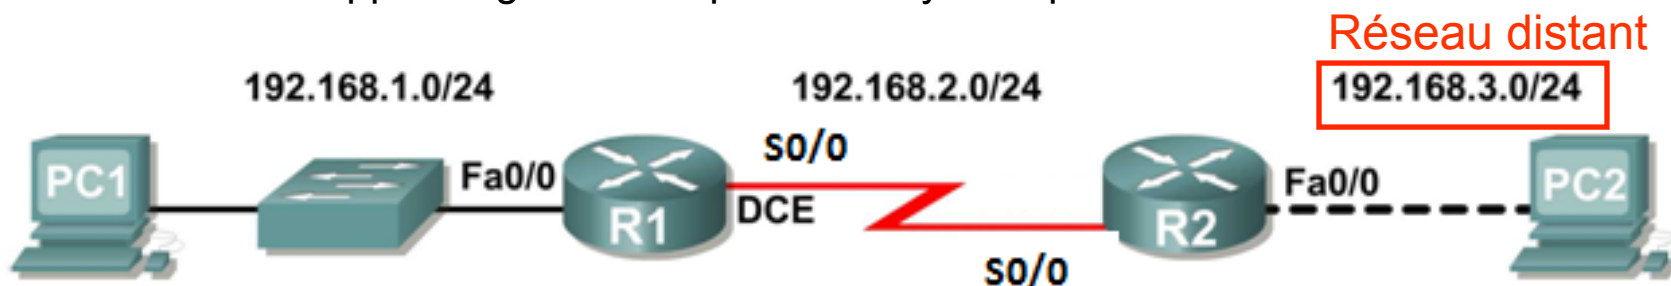 Réseau distant
192.168.1.0/24 192.168.2.0/24 192.168.3.0/24
S0/0
PC1 Fa0/0 Fa0/0 PC2
R1 DCE R2
S0/0